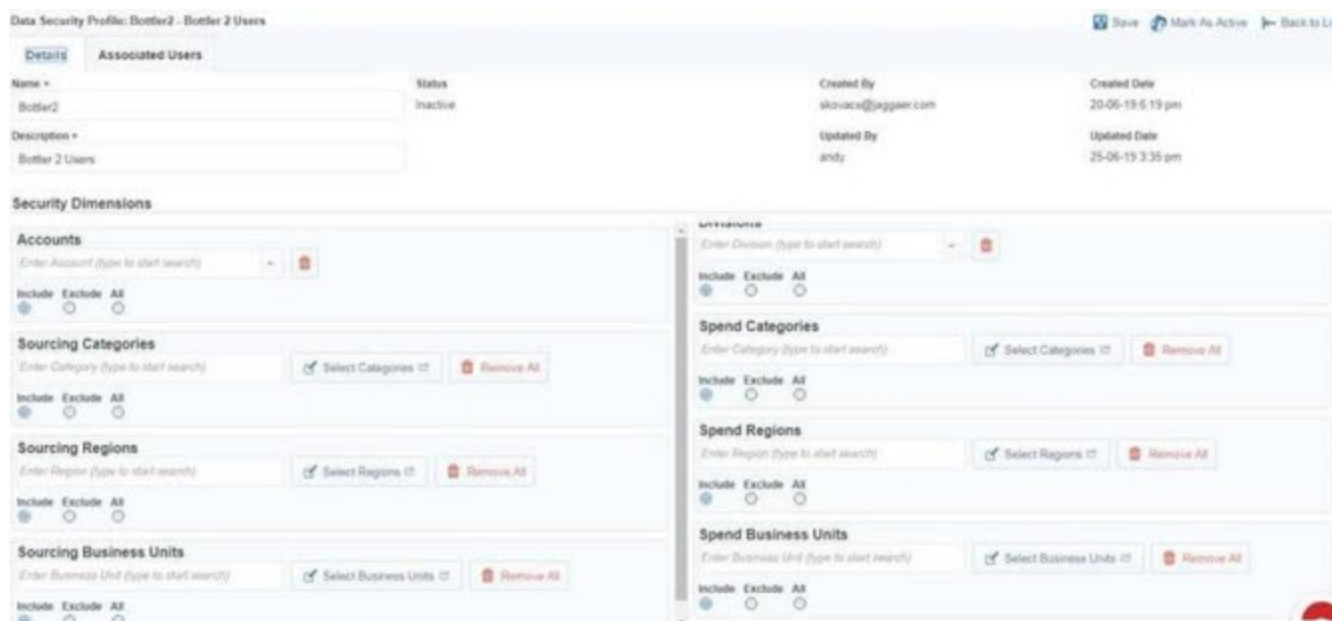 Data Security Profile: Bottler2 - Bottler 2 Users
Save Mark As Active Back to Li
Details Associated Users
Name * Status Created By Created Date
Bottler2 Inactive skovacs@jaggaer.com 20-06-19 6:19 pm
Description * Updated By Updated Date
Bottler 2 Users andy 25-06-19 3:35 pm
Security Dimensions
Accounts
Enter Account (type to start search)
Include Exclude All
Sourcing Categories
Enter Category (type to start search) Select Categories Remove All
Include Exclude All
Sourcing Regions
Enter Region (type to start search) Select Regions Remove All
Include Exclude All
Sourcing Business Units
Enter Business Unit (type to start search) Select Business Units Remove All
Include Exclude All
Divisions
Enter Division (type to start search)
Include Exclude All
Spend Categories
Enter Category (type to start search) Select Categories Remove All
Include Exclude All
Spend Regions
Enter Region (type to start search) Select Regions Remove All
Include Exclude All
Spend Business Units
Enter Business Unit (type to start search) Select Business Units Remove All
Include Exclude All